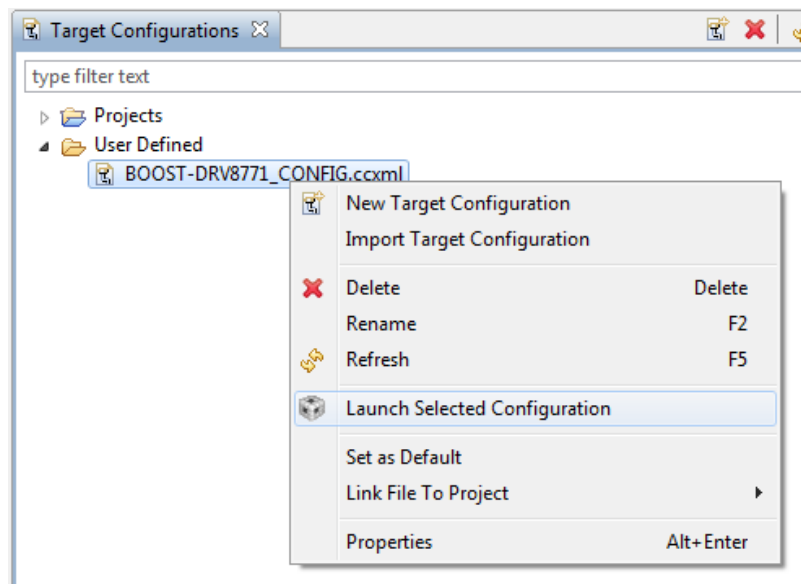 Target Configurations
type filter text
Projects
User Defined
BOOST-DRV8771_CONFIG.ccxml
New Target Configuration
Import Target Configuration
Delete Delete
Rename F2
Refresh F5
Launch Selected Configuration
Set as Default
Link File To Project
Properties Alt+Enter